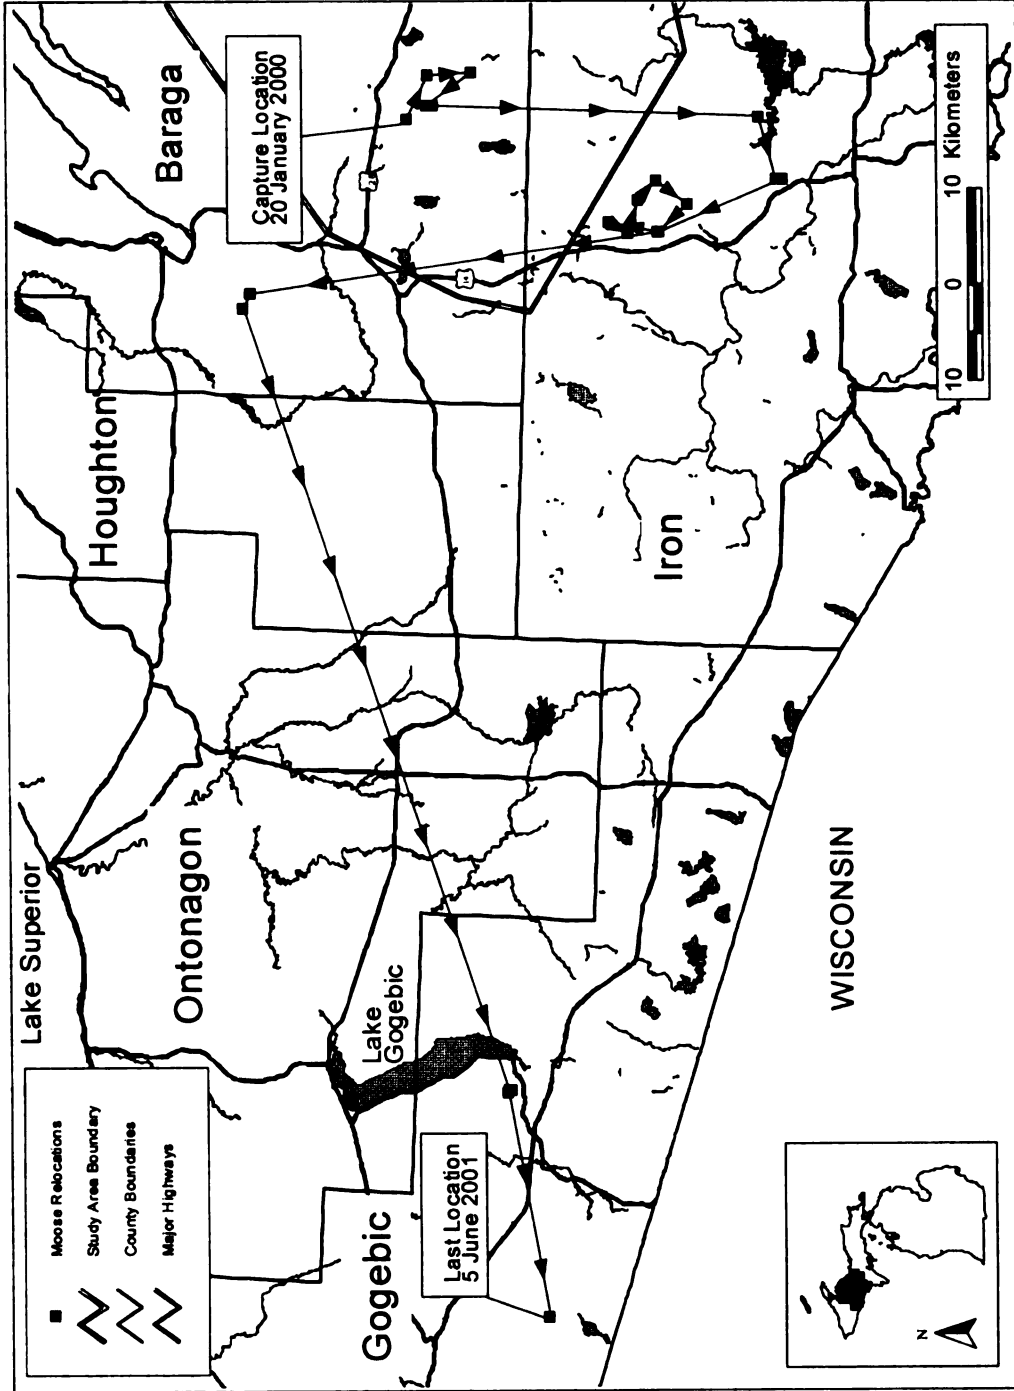 Lake Superior
Houghton
Baraga
Ontonagon
Capture Location
20 January 2000
Moose Relocations
Study Area Boundary
County Boundaries
Major Highways
Lake
Gogebic
Gogebic
Last Location
5 June 2001
Iron
WISCONSIN
10 0 10 Kilometers
N